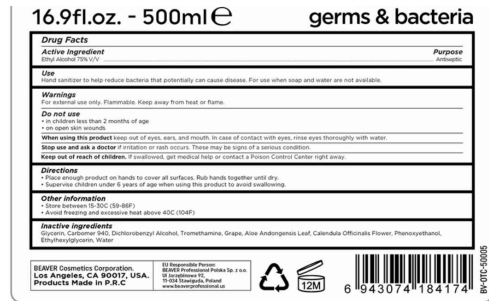 16.9fl.oz. - 500ml℮ germs & bacteria
Drug Facts
Active Ingredient Purpose
Ethyl Alcohol 75% V/V Antiseptic
Use
Hand sanitizer to help reduce bacteria that potentially can cause disease. For use when soap and water are not available.
Warnings
For external use only. Flammable. Keep away from heat or flame.
Do not use
• in children less than 2 months of age
• on open skin wounds
When using this product keep out of eyes, ears, and mouth. In case of contact with eyes, rinse eyes thoroughly with water.
Stop use and ask a doctor if irritation or rash occurs. These may be signs of a serious condition.
Keep out of reach of children. If swallowed, get medical help or contact a Poison Control Center right away.
Directions
• Place enough product on hands to cover all surfaces. Rub hands together until dry.
• Supervise children under 6 years of age when using this product to avoid swallowing.
Other information
• Store between 15-30C (59-86F)
• Avoid freezing and excessive heat above 40C (104F)
Inactive ingredients
Glycerin, Carbomer 940, Dichlorobenzyl Alcohol, Tromethamine, Grape, Aloe Andongensis Leaf, Calendula Officinalis Flower, Phenoxyethanol,
Ethylhexylglycerin, Water
BEAVER Cosmetics Corporation.
Los Angeles, CA 90017, USA.
Products Made in P.R.C
EU Responsible Person:
BEAVER Professional Polska Sp. z o.o.
Ul Jarzebinowa 92,
11-034 Stawiguda, Poland
www.beaverprofessional.eu
12M
6 943074 184174
BV-OTC-50005